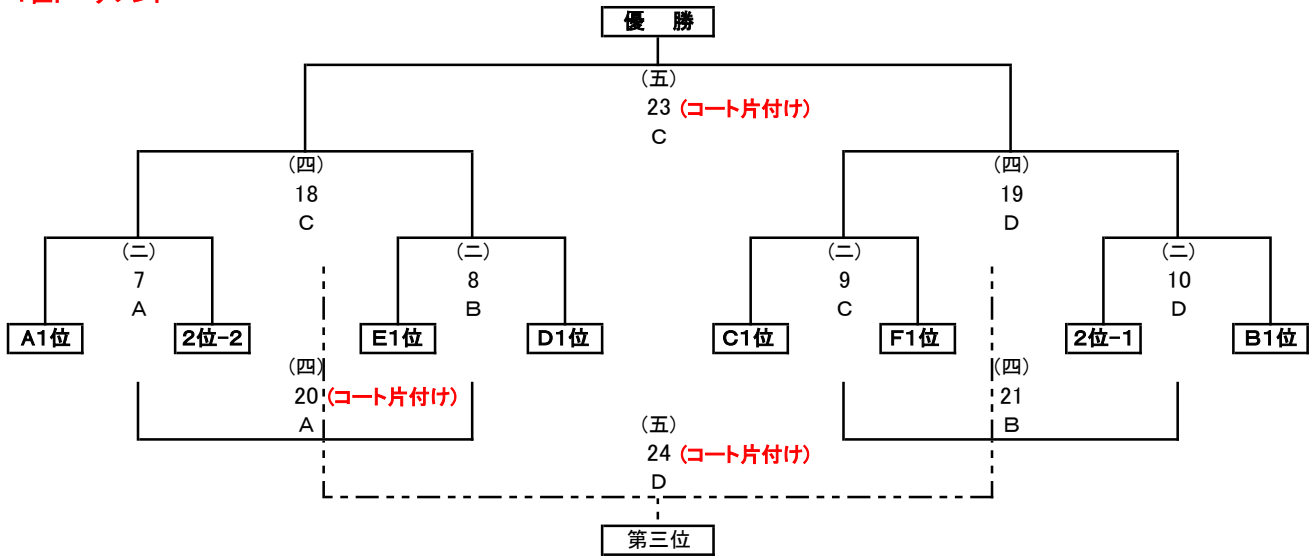 優　勝
(五)
23 (コート片付け)
C
(四) (四)
18 19
C D
(二) (二) (二) (二)
7 8 9 10
A B C D
A1位 2位-2 E1位 D1位 C1位 F1位 2位-1 B1位
(四) (四)
20 (コート片付け) 21
A B
(五)
24 (コート片付け)
D
第三位